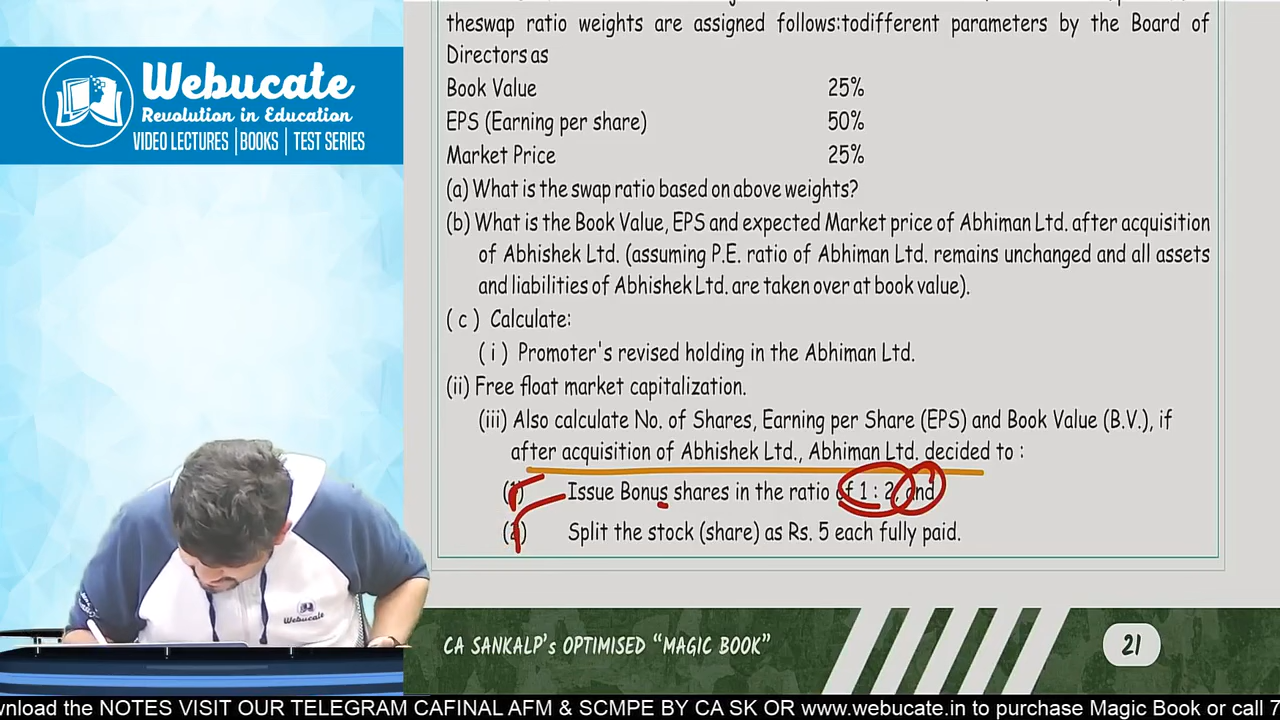 Webucate
Revolution in Education
VIDEO LECTURES | BOOKS | TEST SERIES
theswap ratio weights are assigned follows:todifferent parameters by the Board of
Directors as
Book Value 25%
EPS (Earning per share) 50%
Market Price 25%
(a) What is the swap ratio based on above weights?
(b) What is the Book Value, EPS and expected Market price of Abhiman Ltd. after acquisition
of Abhishek Ltd. (assuming P.E. ratio of Abhiman Ltd. remains unchanged and all assets
and liabilities of Abhishek Ltd. are taken over at book value).
( c ) Calculate:
( i ) Promoter's revised holding in the Abhiman Ltd.
(ii) Free float market capitalization.
(iii) Also calculate No. of Shares, Earning per Share (EPS) and Book Value (B.V.), if
after acquisition of Abhishek Ltd., Abhiman Ltd. decided to :
(1) Issue Bonus shares in the ratio of 1 : 2, and
(2) Split the stock (share) as Rs. 5 each fully paid.
Webucate
CA SANKALP's OPTIMISED “MAGIC BOOK”
21
wnload the NOTES VISIT OUR TELEGRAM CAFINAL AFM & SCMPE BY CA SK OR www.webucate.in to purchase Magic Book or call 7